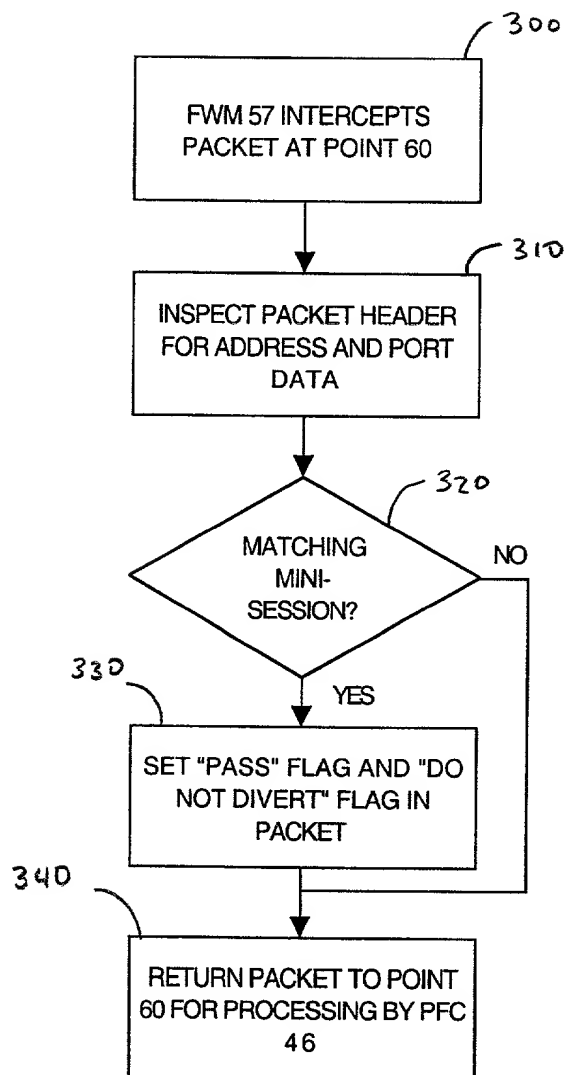 300
FWM 57 INTERCEPTS
PACKET AT POINT 60
310
INSPECT PACKET HEADER
FOR ADDRESS AND PORT
DATA
320
MATCHING
MINI-
SESSION?
NO
330
YES
SET "PASS" FLAG AND "DO
NOT DIVERT" FLAG IN
PACKET
340
RETURN PACKET TO POINT
60 FOR PROCESSING BY PFC
46